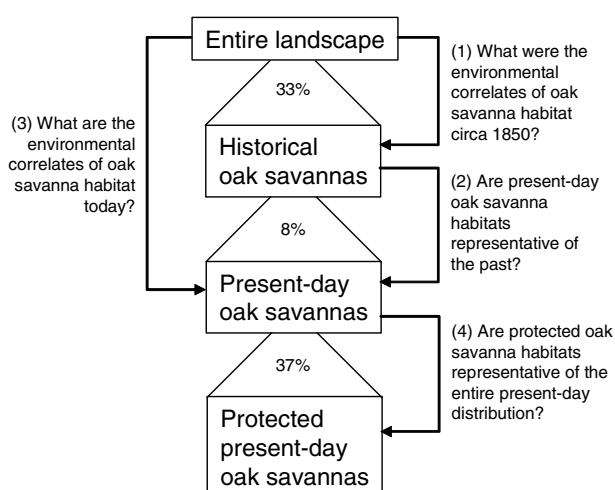 Entire landscape
(1) What were the
environmental
correlates of oak
savanna habitat
circa 1850?
33%
(3) What are the
environmental
correlates of oak
savanna habitat
today?
Historical
oak savannas
(2) Are present-day
oak savanna
habitats
representative of
the past?
8%
Present-day
oak savannas
(4) Are protected oak
savanna habitats
representative of the
entire present-day
distribution?
37%
Protected
present-day
oak savannas